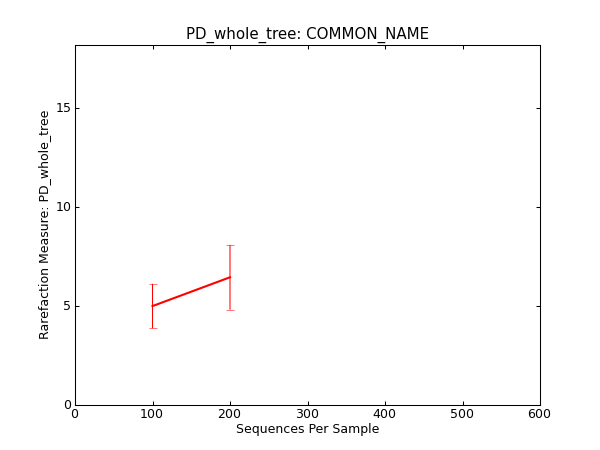 PD_whole_tree: COMMON_NAME
Rarefaction Measure: PD_whole_tree
15
10
5
0
0 100 200 300 400 500 600
Sequences Per Sample